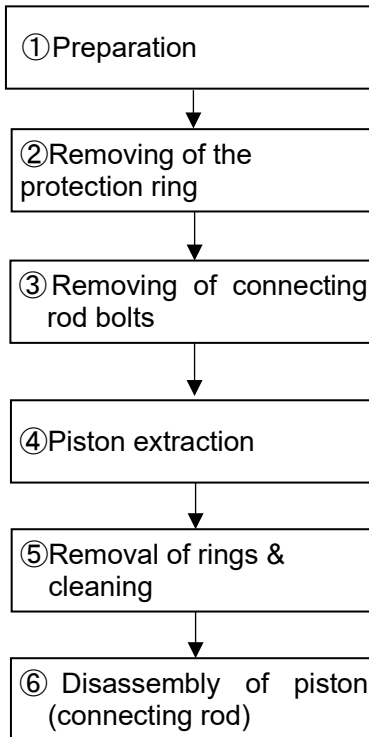 ①Preparation
②Removing of the
protection ring
③Removing of connecting
rod bolts
④Piston extraction
⑤Removal of rings &
cleaning
⑥ Disassembly of piston
(connecting rod)